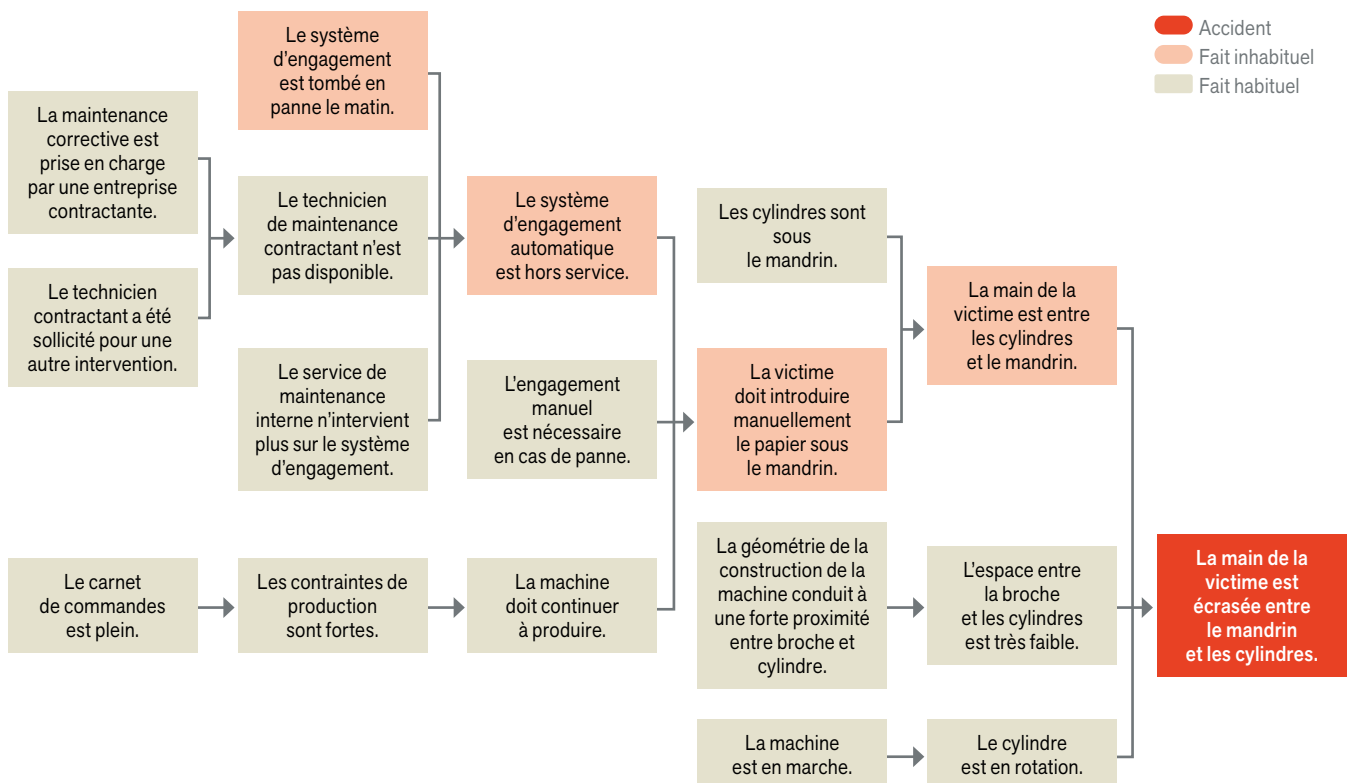 Accident
Fait inhabituel
Fait habituel
Le système
d'engagement
est tombé en
panne le matin.
La maintenance
corrective est
prise en charge
par une entreprise
contractante.
Le technicien
contractant a été
sollicité pour une
autre intervention.
Le technicien
de maintenance
contractant n'est
pas disponible.
Le service de
maintenance
interne n'intervient
plus sur le système
d'engagement.
Le système
d'engagement
automatique
est hors service.
L'engagement
manuel
est nécessaire
en cas de panne.
Le carnet
de commandes
est plein.
Les contraintes de
production
sont fortes.
La machine
doit continuer
à produire.
Les cylindres sont
sous
le mandrin.
La victime
doit introduire
manuellement
le papier sous
le mandrin.
La main de la
victime est entre
les cylindres
et le mandrin.
La géométrie de la
construction de la
machine conduit à
une forte proximité
entre broche et
cylindre.
L'espace entre
la broche
et les cylindres
est très faible.
La machine
est en marche.
Le cylindre
est en rotation.
La main de la
victime est
écrasée entre
le mandrin
et les cylindres.